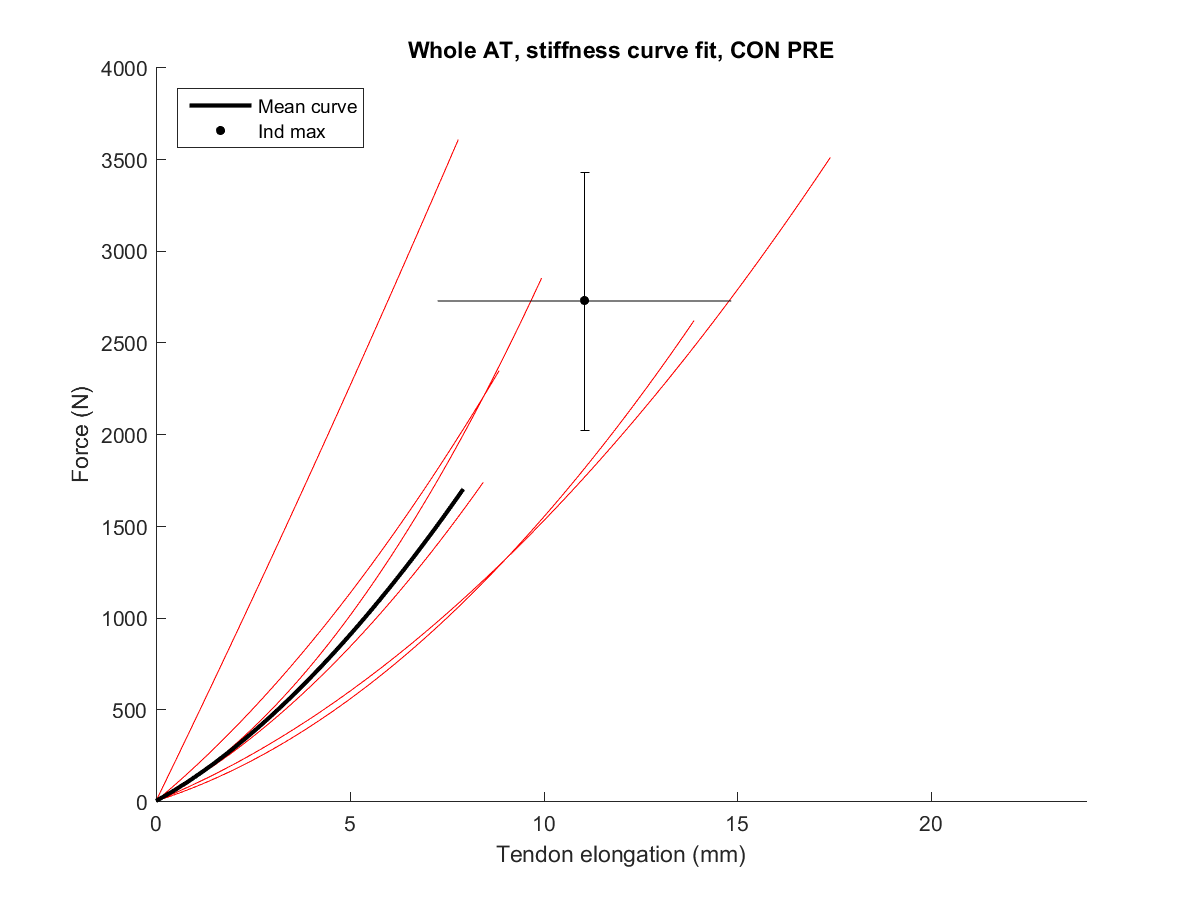 Whole AT, stiffness curve fit, CON PRE
4000
3500
3000
2500
2000
1500
1000
500
0
Mean curve
Ind max
Force (N)
0 5 10 15 20
Tendon elongation (mm)